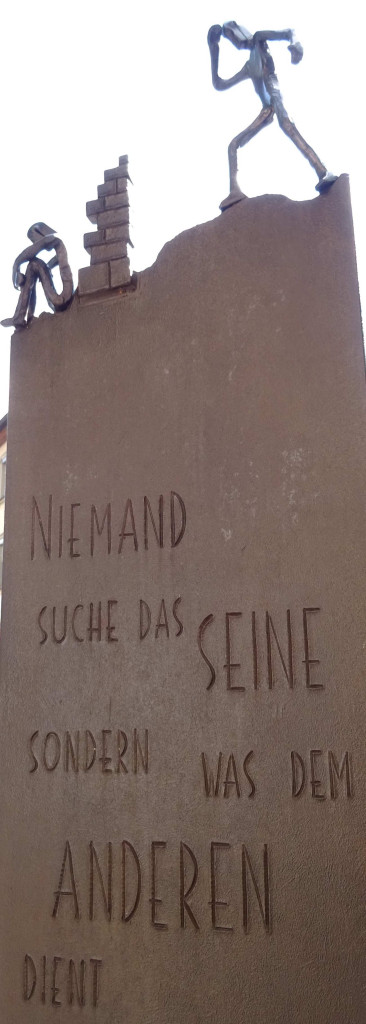 NIEMAND
SUCHE DAS SEINE
SONDERN WAS DEM
ANDEREN
DIENT